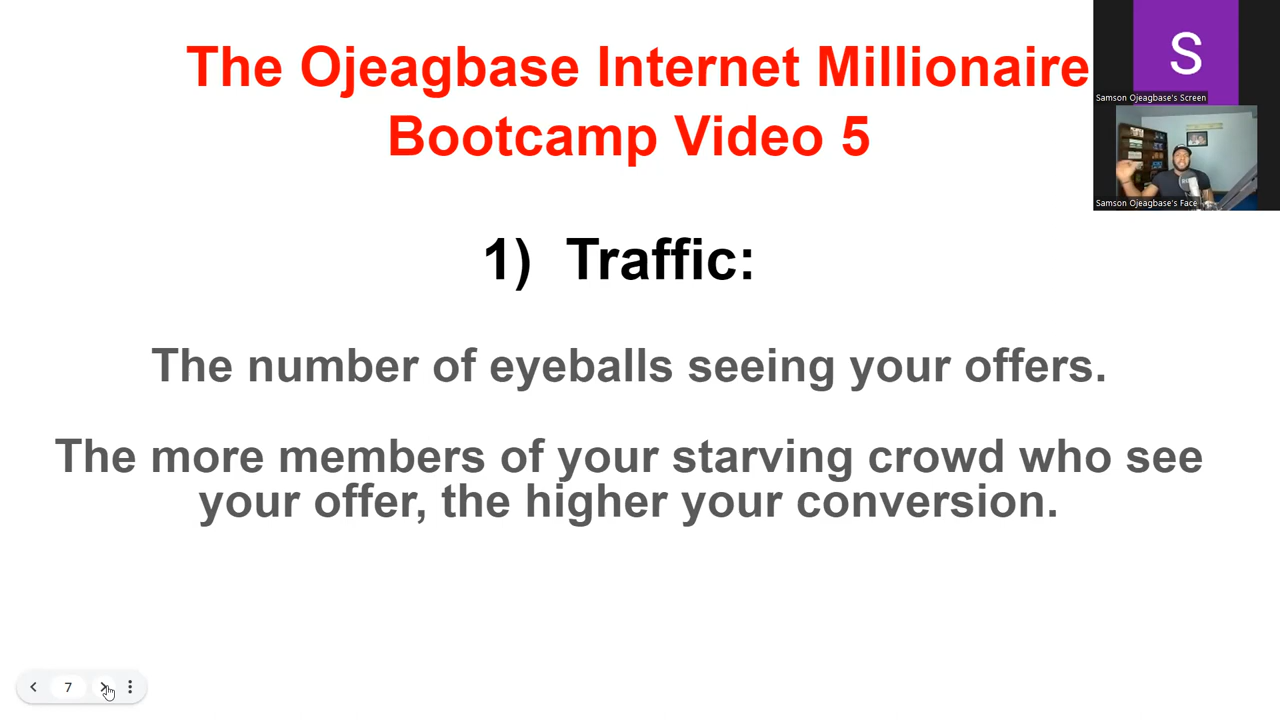 The Ojeagbase Internet Millionaire
Bootcamp Video 5
S
Samson Ojeagbase's Screen
Samson Ojeagbase's Face
1) Traffic:
The number of eyeballs seeing your offers.
The more members of your starving crowd who see
your offer, the higher your conversion.
7